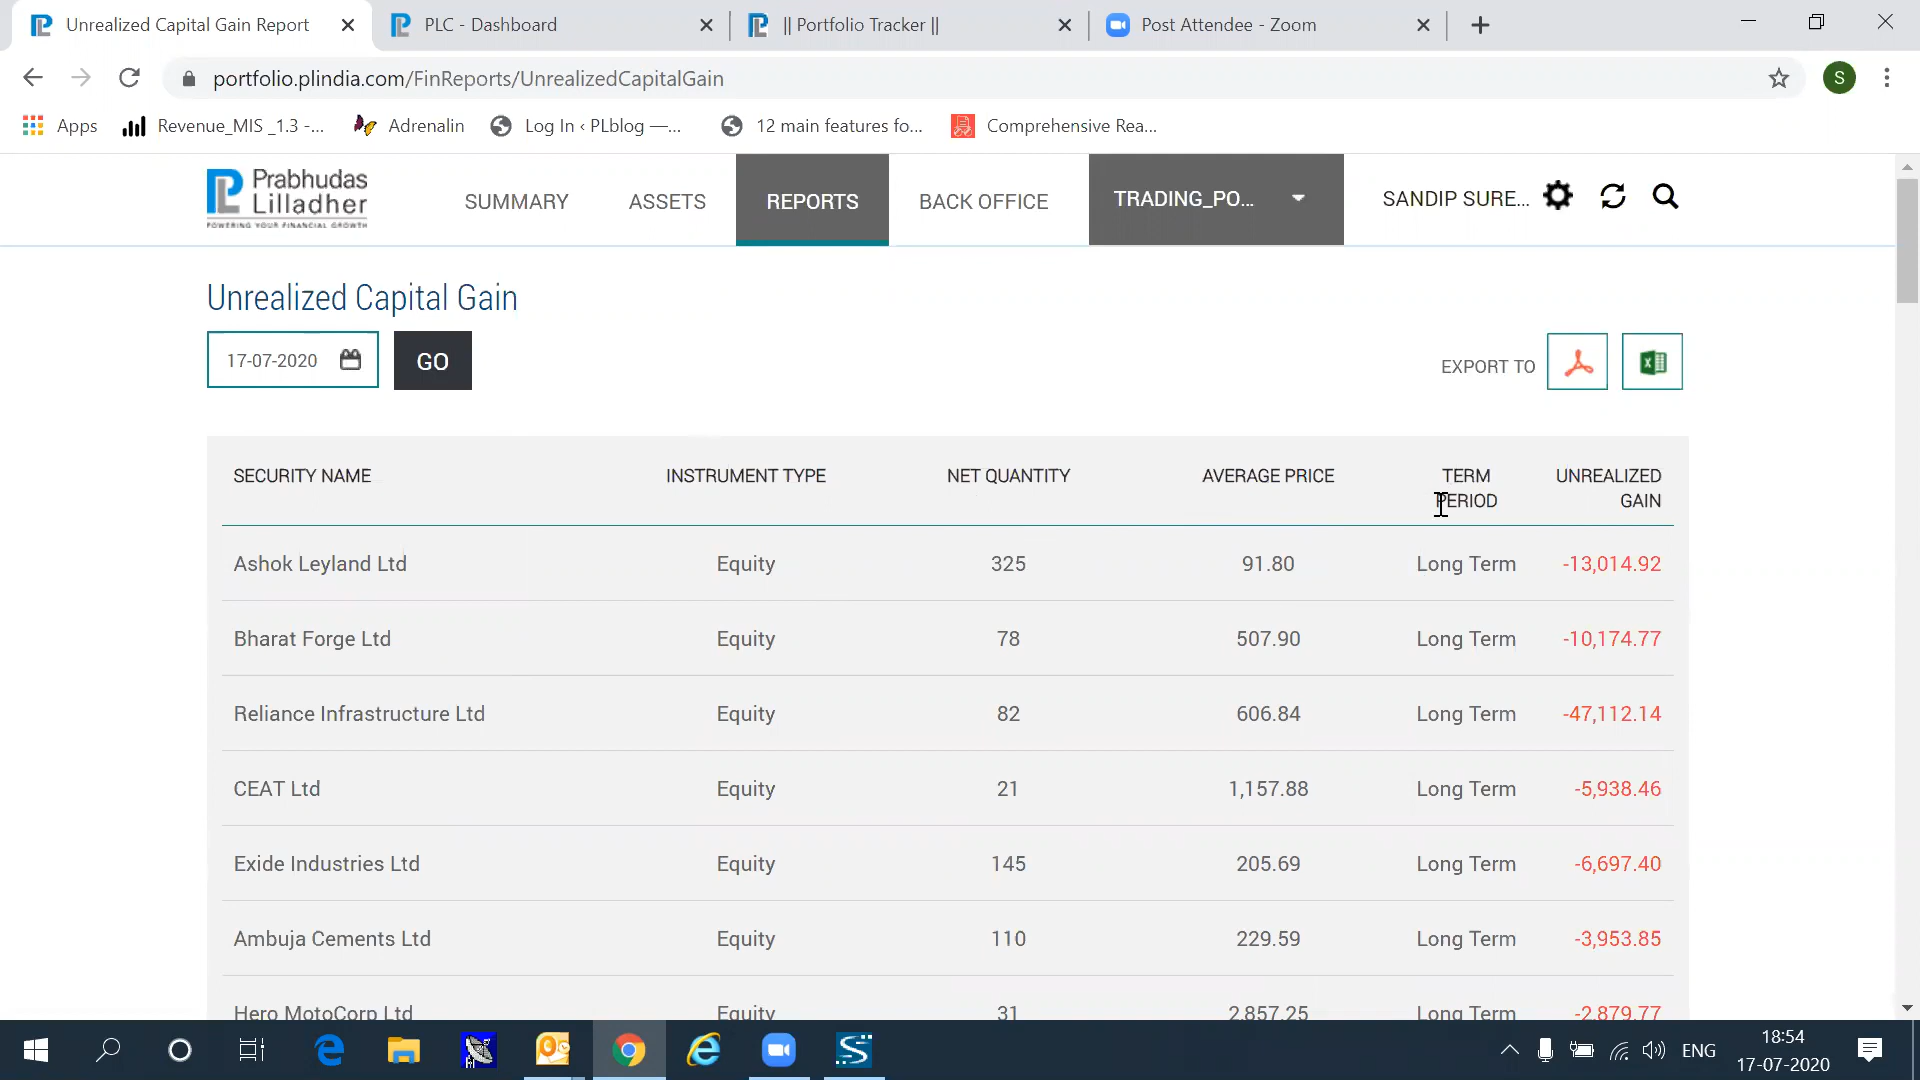 Unrealized Capital Gain Report
PLC - Dashboard
|| Portfolio Tracker ||
Post Attendee - Zoom
portfolio.plindia.com/FinReports/UnrealizedCapitalGain
S
Apps
Revenue_MIS _1.3 -...
Adrenalin
Log In ‹ PLblog —...
12 main features fo...
Comprehensive Rea...
Prabhudas
Lilladher
POWERING YOUR FINANCIAL GROWTH
SUMMARY
ASSETS
REPORTS
BACK OFFICE
TRADING_PO...
SANDIP SURE...
Unrealized Capital Gain
17-07-2020
GO
EXPORT TO
SECURITY NAME INSTRUMENT TYPE NET QUANTITY AVERAGE PRICE TERM PERIOD UNREALIZED GAIN
Ashok Leyland Ltd Equity 325 91.80 Long Term -13,014.92
Bharat Forge Ltd Equity 78 507.90 Long Term -10,174.77
Reliance Infrastructure Ltd Equity 82 606.84 Long Term -47,112.14
CEAT Ltd Equity 21 1,157.88 Long Term -5,938.46
Exide Industries Ltd Equity 145 205.69 Long Term -6,697.40
Ambuja Cements Ltd Equity 110 229.59 Long Term -3,953.85
Hero MotoCorp Ltd Equity 31 2,857.25 Long Term -2,879.77
ENG
18:54
17-07-2020